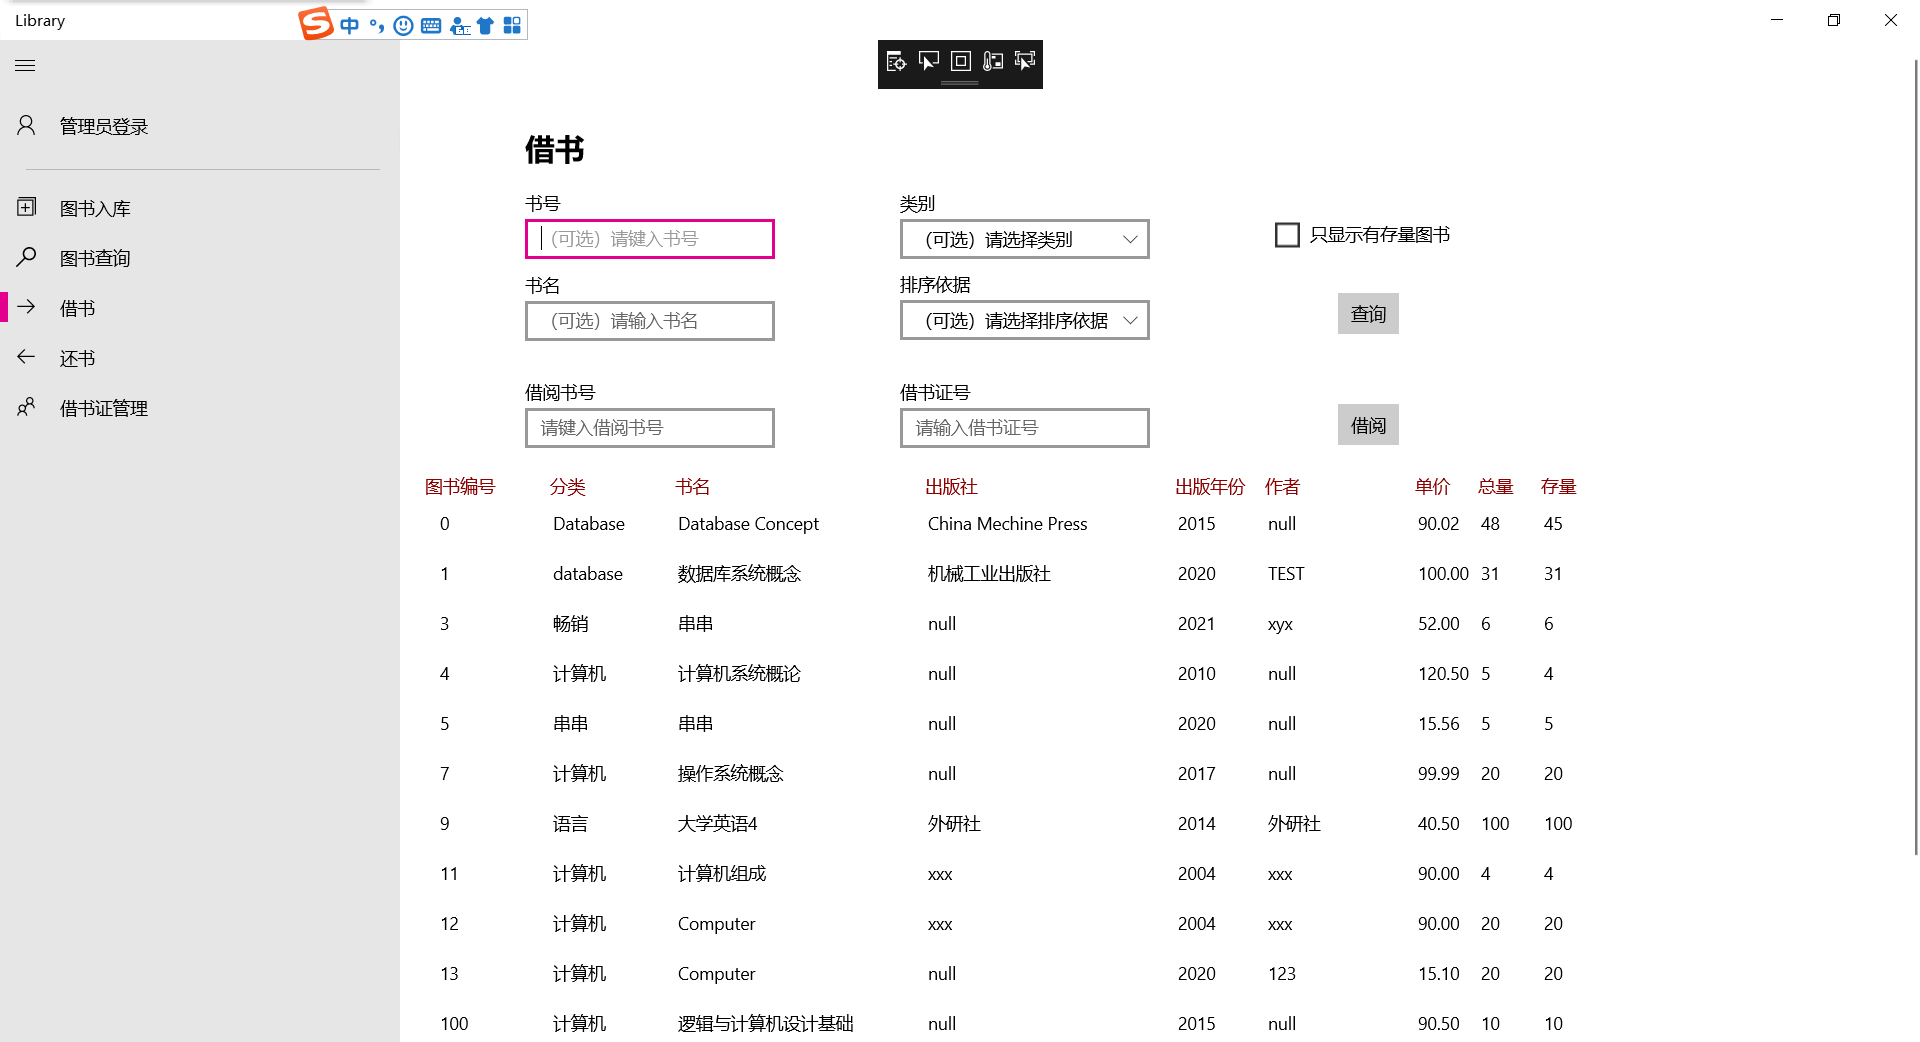 Library
中
管理员登录
图书入库
图书查询
借书
还书
借书证管理
借书
书号
类别
（可选）请键入书号
（可选）请选择类别
只显示有存量图书
书名
排序依据
（可选）请输入书名
（可选）请选择排序依据
查询
借阅书号
借书证号
请键入借阅书号
请输入借书证号
借阅
图书编号 分类 书名 出版社 出版年份 作者 单价 总量 存量
0 Database Database Concept China Mechine Press 2015 null 90.02 48 45
1 database 数据库系统概念 机械工业出版社 2020 TEST 100.00 31 31
3 畅销 串串 null 2021 xyx 52.00 6 6
4 计算机 计算机系统概论 null 2010 null 120.50 5 4
5 串串 串串 null 2020 null 15.56 5 5
7 计算机 操作系统概念 null 2017 null 99.99 20 20
9 语言 大学英语4 外研社 2014 外研社 40.50 100 100
11 计算机 计算机组成 xxx 2004 xxx 90.00 4 4
12 计算机 Computer xxx 2004 xxx 90.00 20 20
13 计算机 Computer null 2020 123 15.10 20 20
100 计算机 逻辑与计算机设计基础 null 2015 null 90.50 10 10